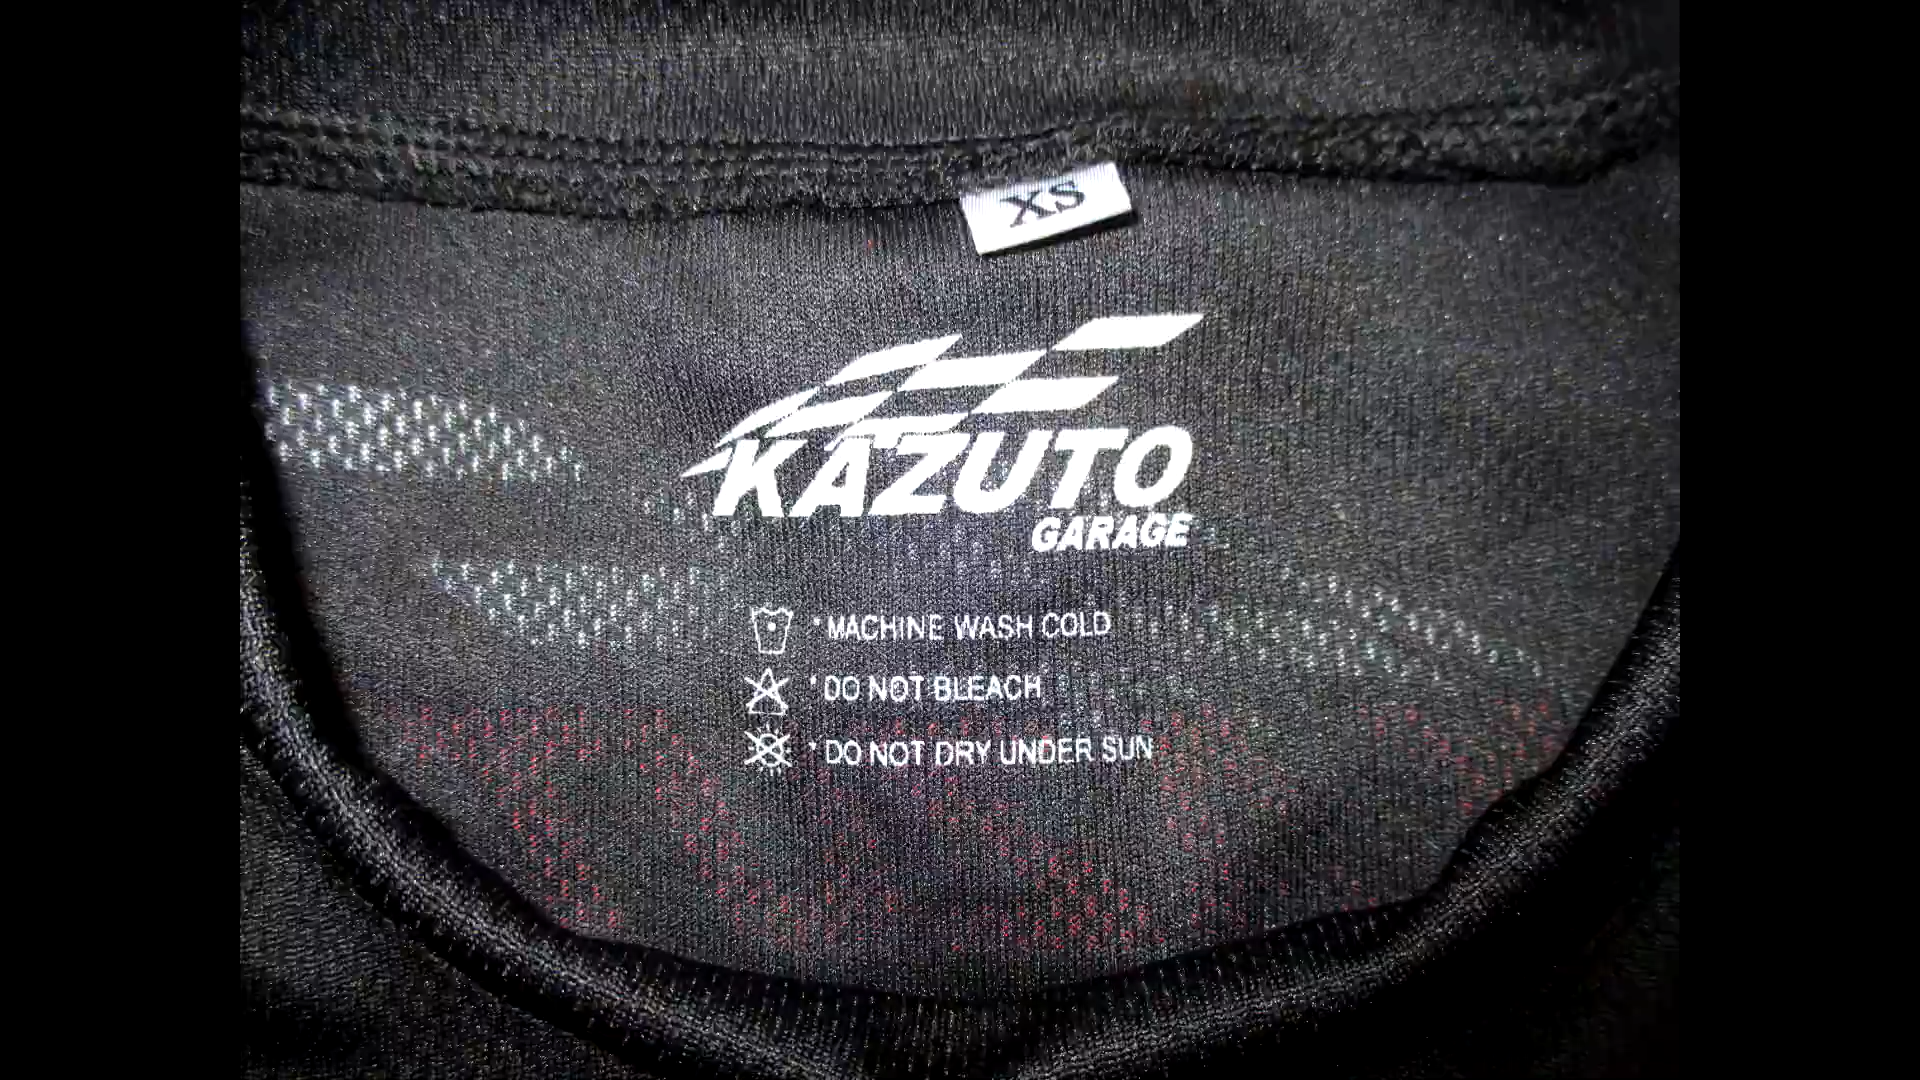 XS
KAZUTO
GARAGE
* MACHINE WASH COLD
* DO NOT BLEACH
* DO NOT DRY UNDER SUN